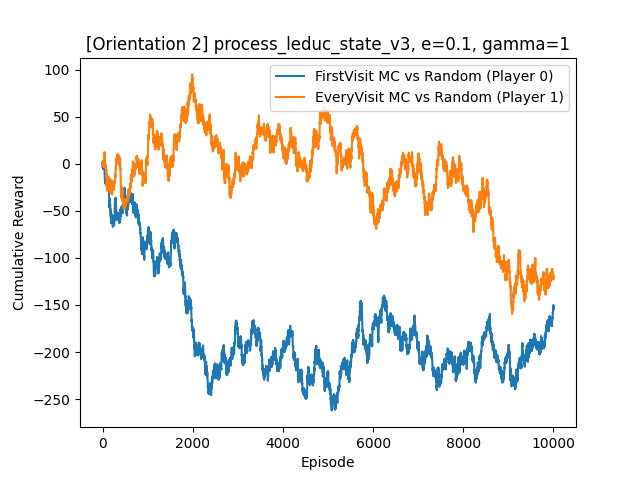 [Orientation 2] process_leduc_state_v3, e=0.1, gamma=1
FirstVisit MC vs Random (Player 0)
EveryVisit MC vs Random (Player 1)
Cumulative Reward
100
50
0
−50
−100
−150
−200
−250
0 2000 4000 6000 8000 10000
Episode